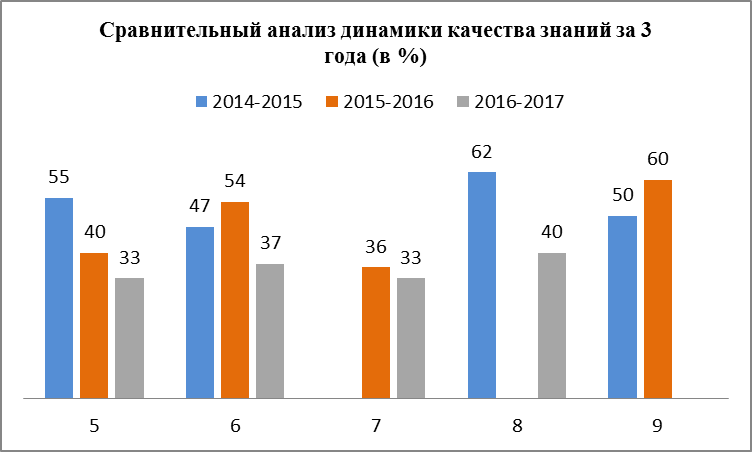 Сравнительный анализ динамики качества знаний за 3
года (в %)
2014-2015 2015-2016 2016-2017
55 40 33 47 54 37 36 33 62 40 50 60
5 6 7 8 9